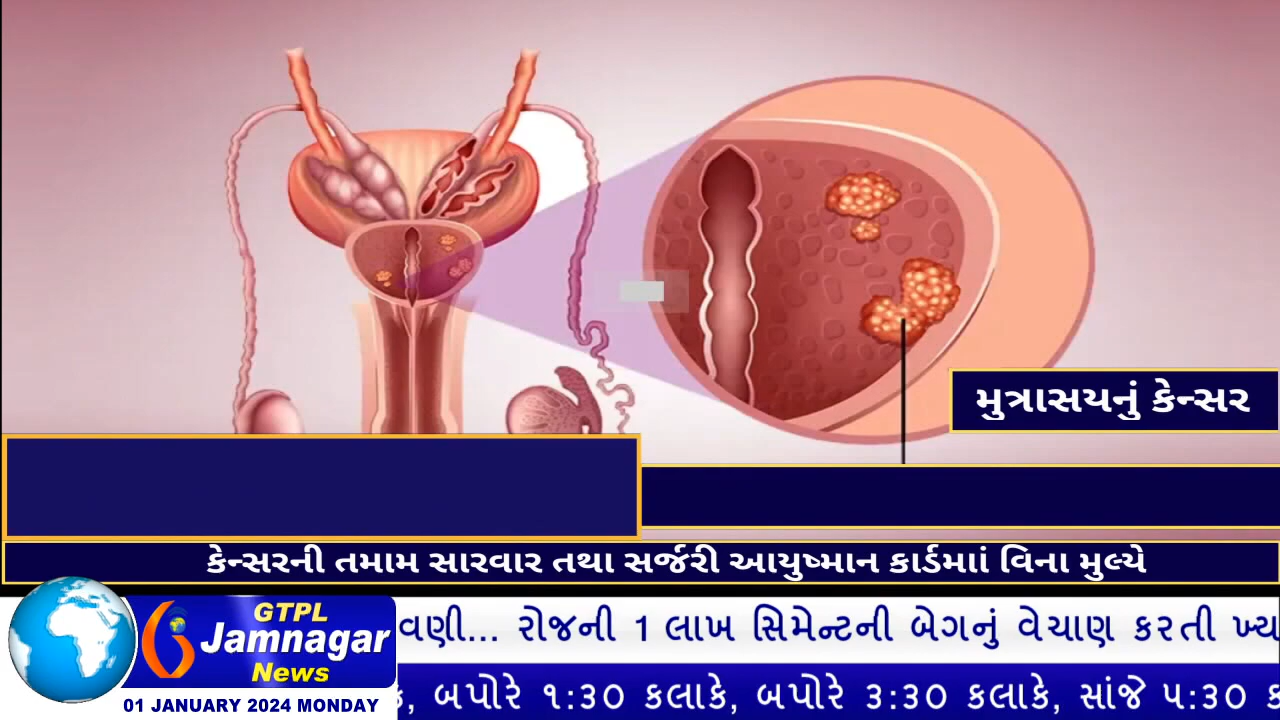 મુત્રાસયનું કેન્સર
કેન્સરની તમામ સારવાર તથા સર્જરી આયુષ્માન કાર્ડમાાં વિના મુલ્યે
GTPL
Jamnagar
News
01 JANUARY 2024 MONDAY
વણી... રોજની 1 લાખ સિમેન્ટની બેગનું વેચાણ કરતી
બપોરે ૧:૩૦ કલાકે, બપોરે ૩:૩૦ કલાકે, સાંજે ૫:૩૦